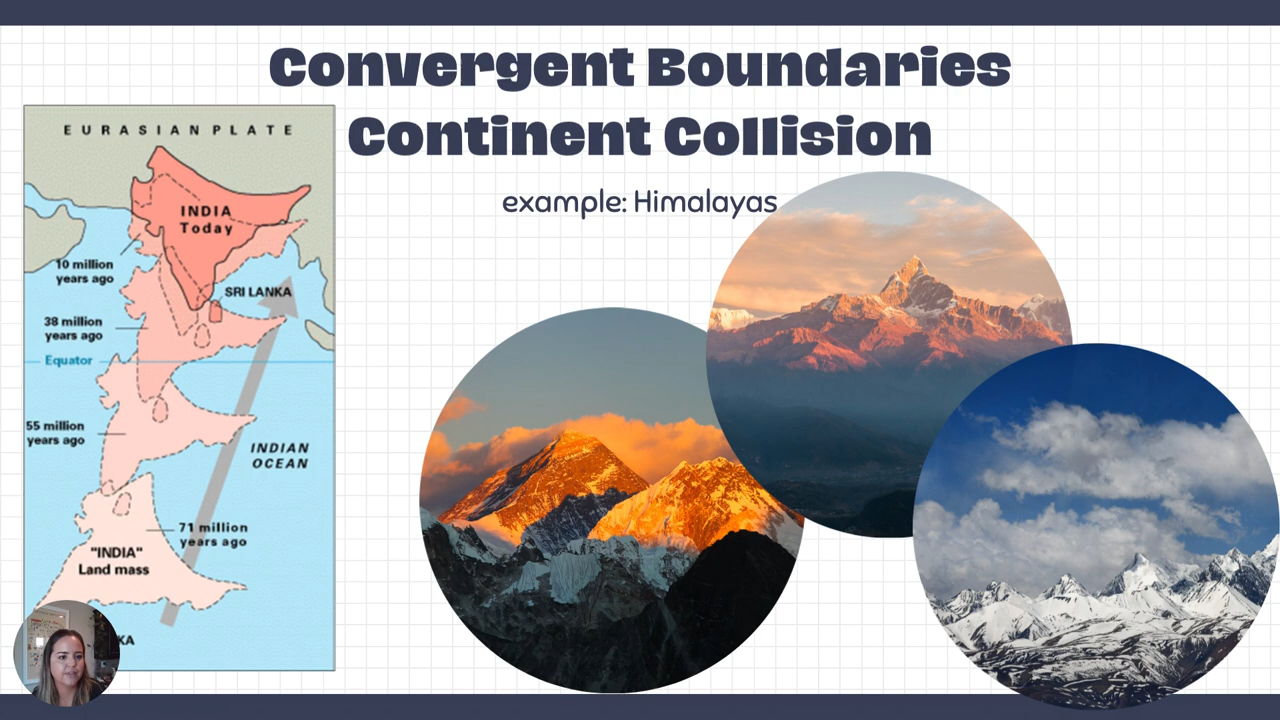 Convergent Boundaries
Continent Collision
example: Himalayas
EURASIAN PLATE
INDIA
Today
10 million
years ago
SRI LANKA
38 million
years ago
Equator
55 million
years ago
INDIAN
OCEAN
71 million
years ago
"INDIA"
Land mass
KA